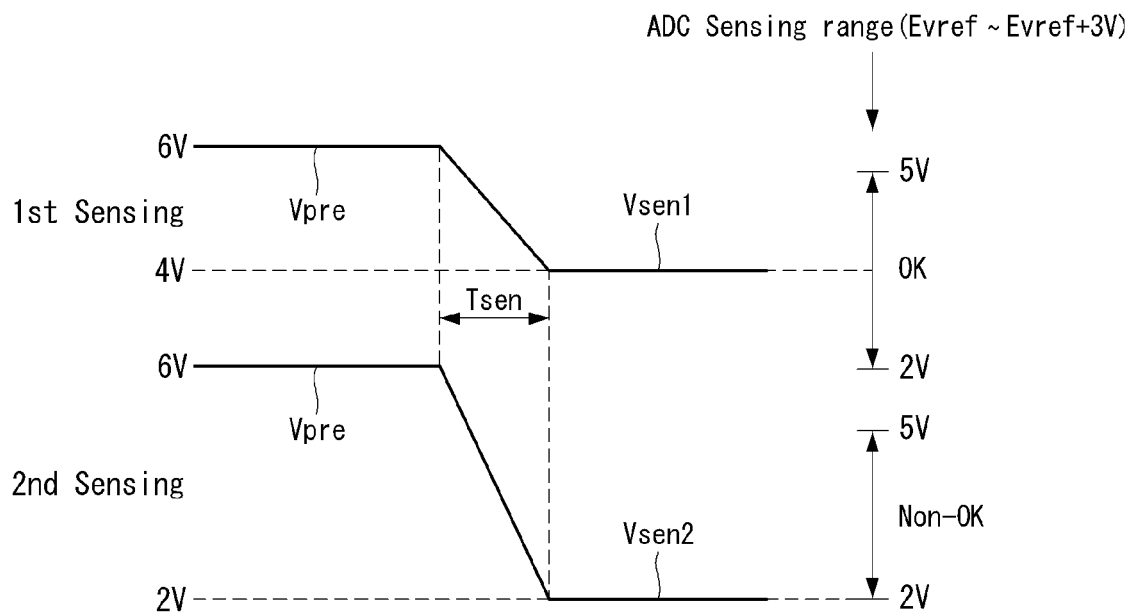 ADC Sensing range(Evref ~ Evref+3V)
6V
5V
Vpre
Vsen1
1st Sensing
4V
OK
Tsen
6V
2V
Vpre
5V
2nd Sensing
Non-OK
Vsen2
2V
2V